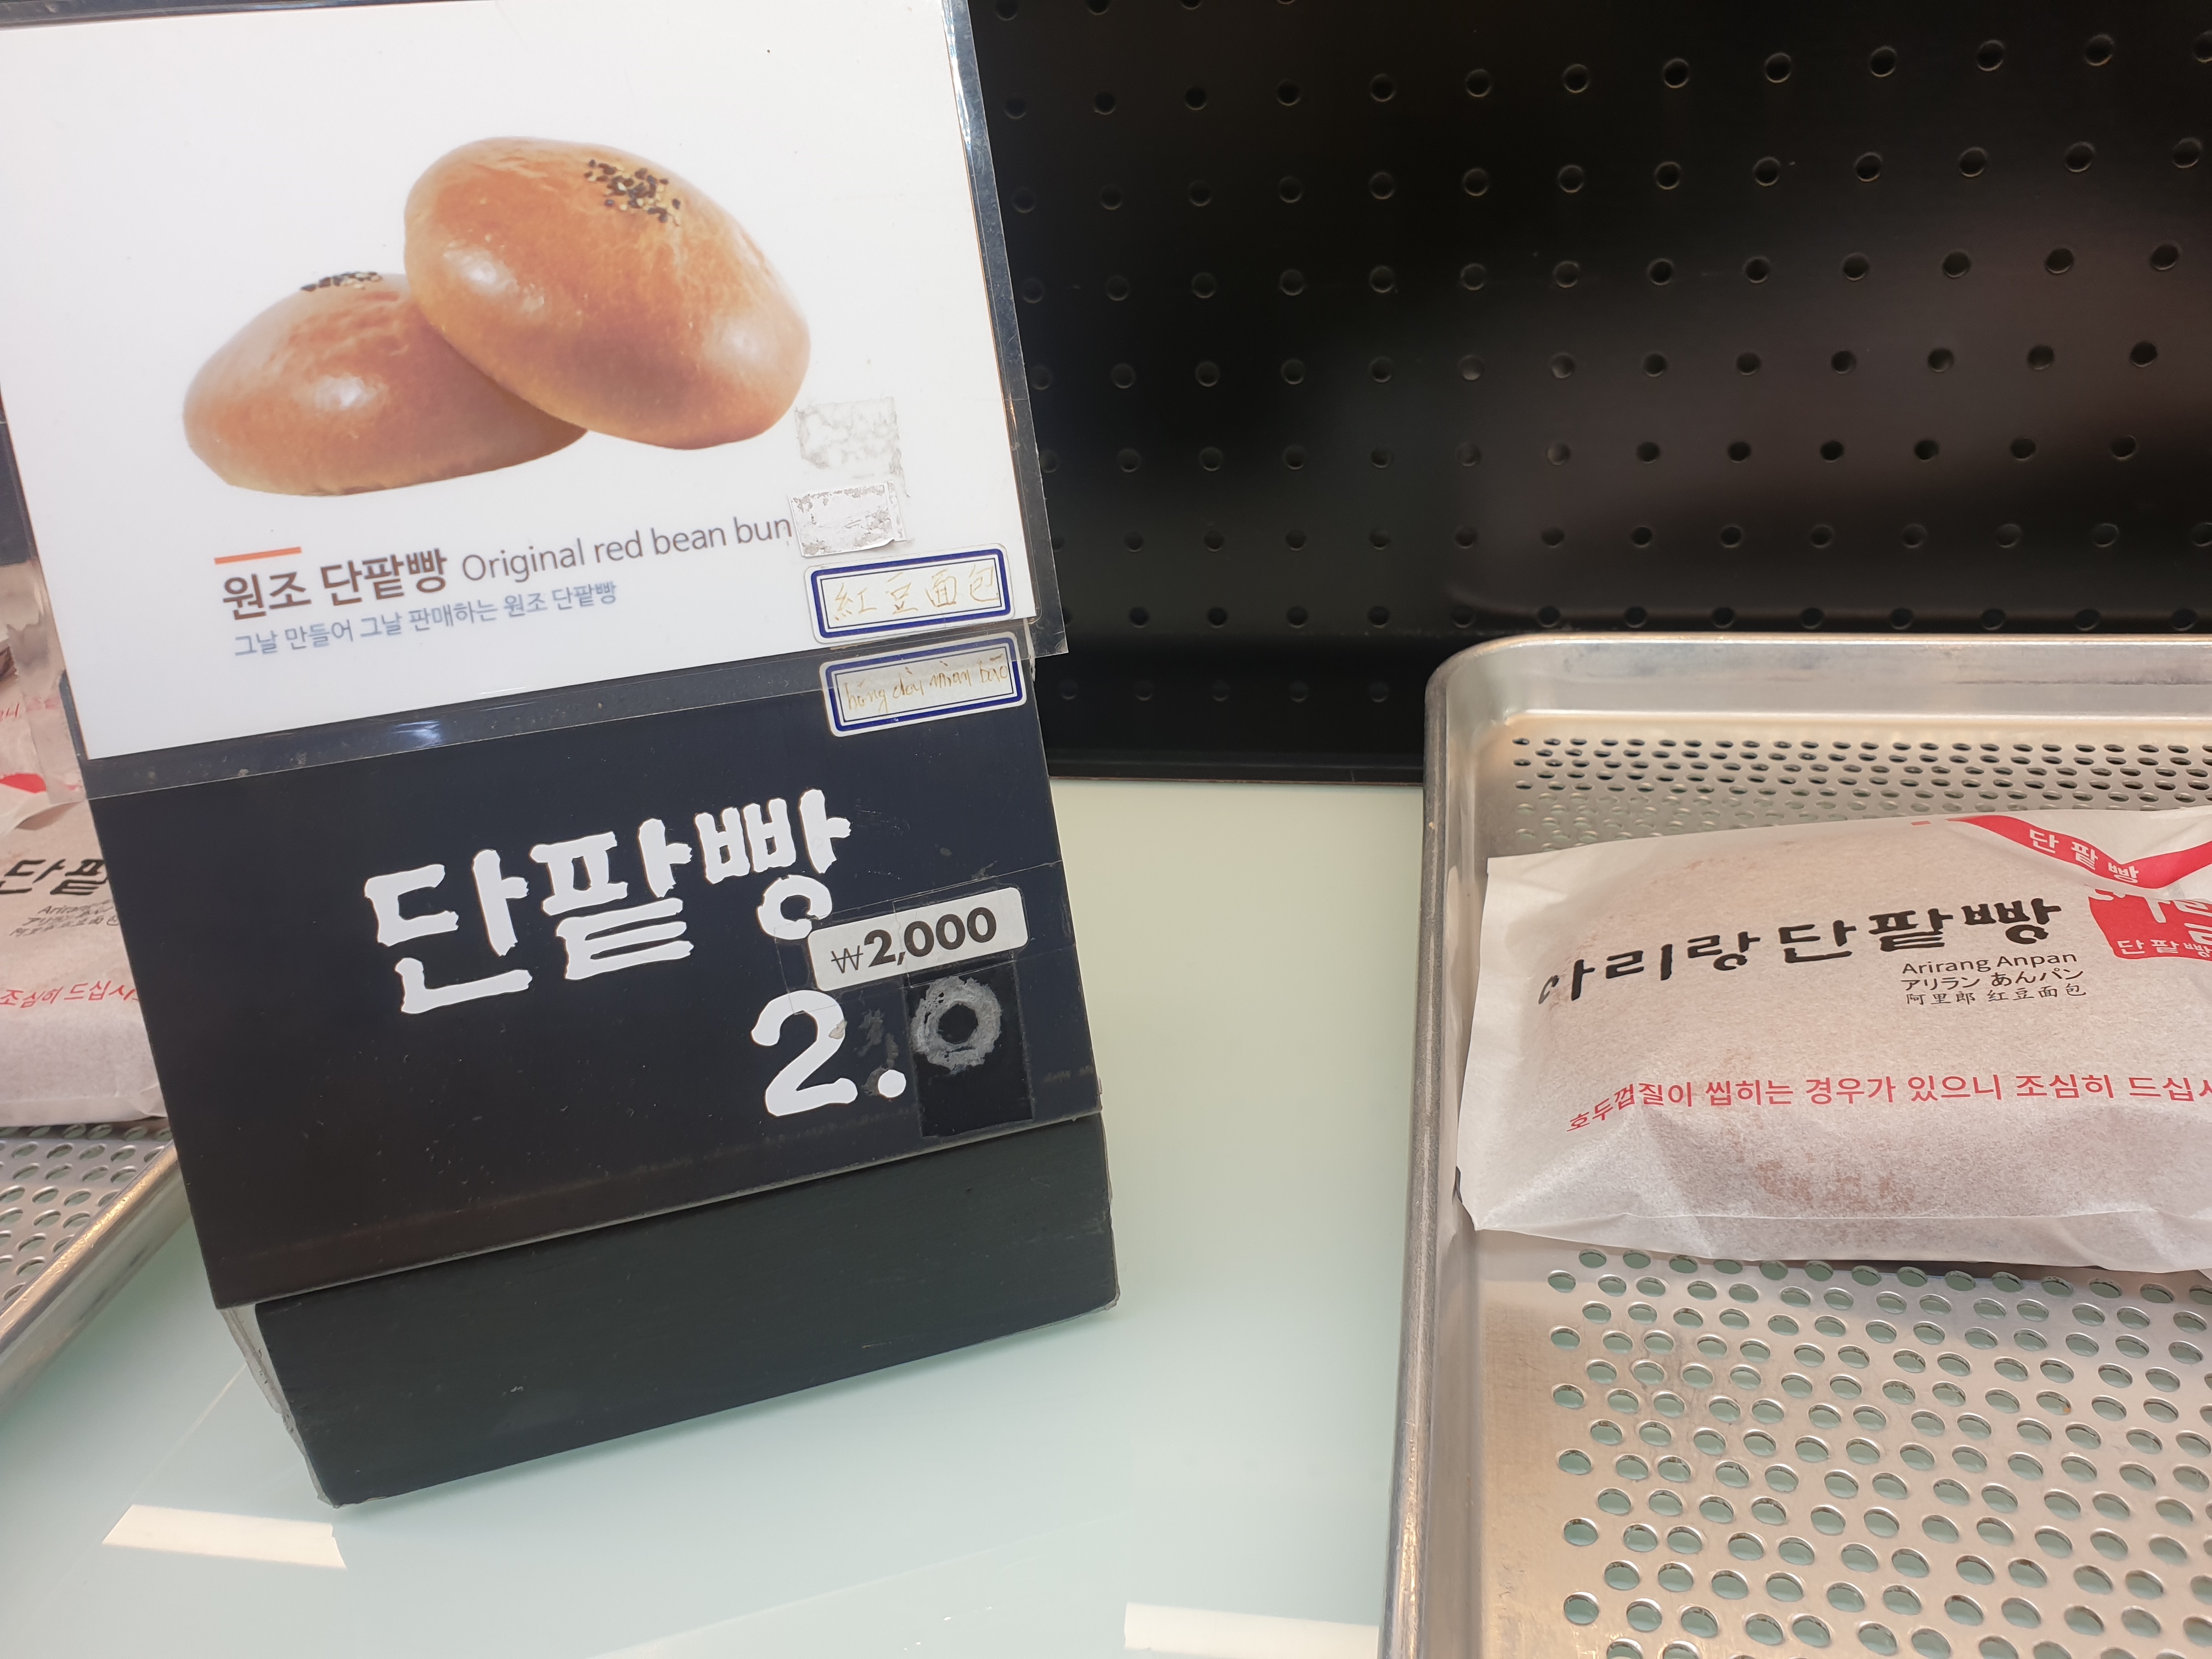 원조 단팥빵 Original red bean bun
그날 만들어 그날 판매하는 원조 단팥빵
紅豆面包
단팥빵
₩2,000
2.0
단팥빵
아리랑단팥빵
Arirang Anpan
アリラン あんパン
阿里郎 红豆面包
단팥빵
호두껍질이 씹히는 경우가 있으니 조심히 드십시
단팥
조심히 드십시